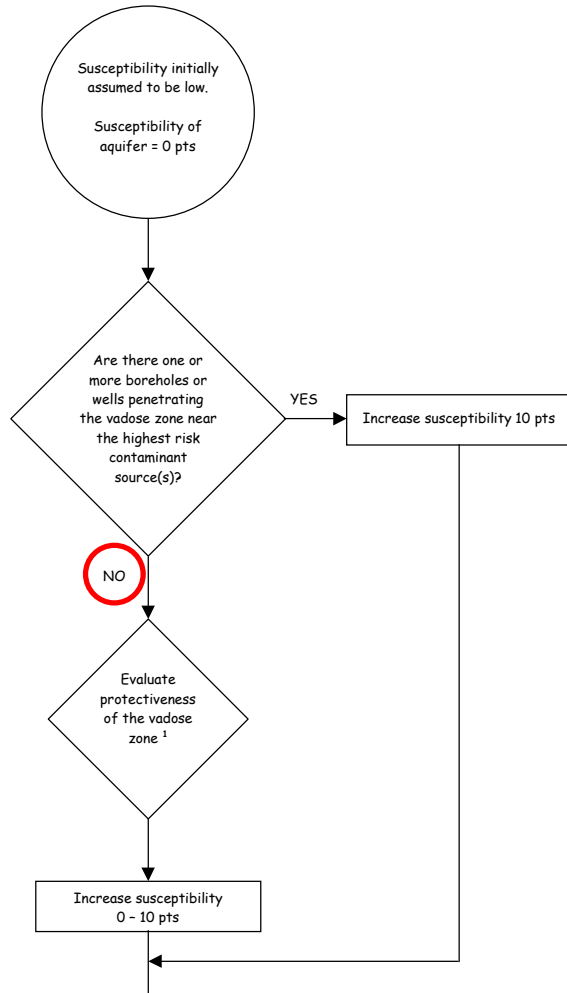 Susceptibility initially
assumed to be low.
Susceptibility of
aquifer = 0 pts
Are there one or
more boreholes or
wells penetrating
the vadose zone near
the highest risk
contaminant
source(s)?
YES
Increase susceptibility 10 pts
NO
Evaluate
protectiveness
of the vadose
zone ¹
Increase susceptibility
0 – 10 pts